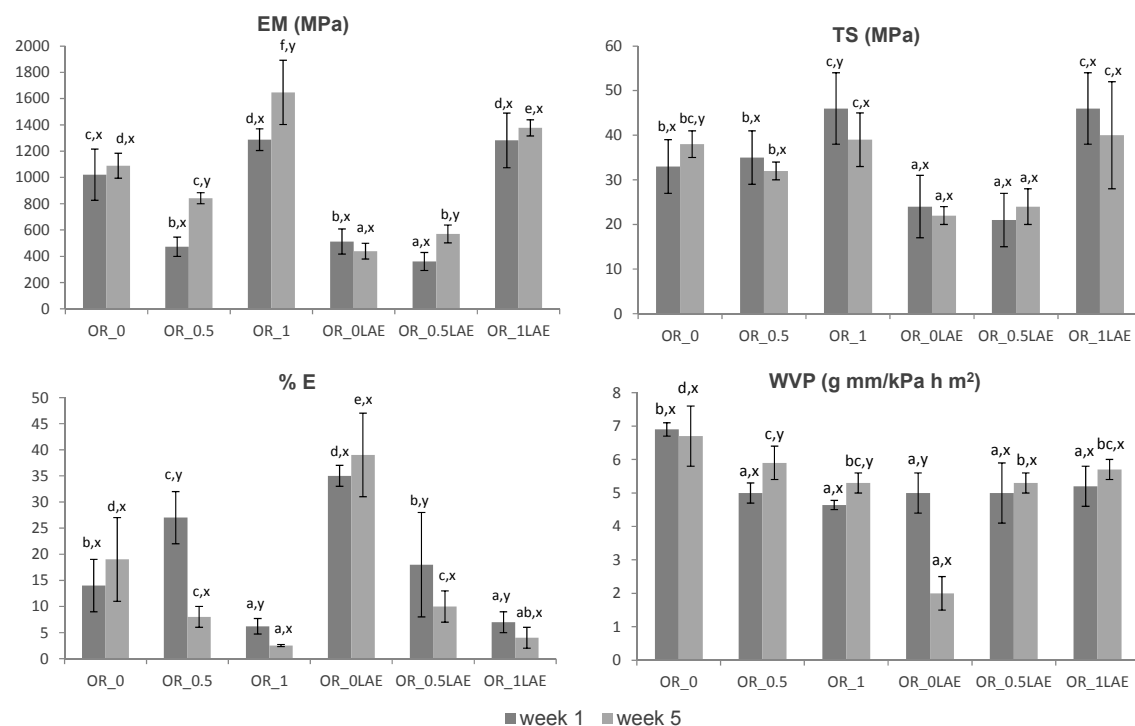 EM (MPa)
2000
1800
1600
1400
1200
1000
800
600
400
200
0
c,x d,x b,x c,y d,x f,y b,x a,x a,x b,y d,x e,x
OR_0 OR_0.5 OR_1 OR_0LAE OR_0.5LAE OR_1LAE
TS (MPa)
60
50
40
30
20
10
0
b,x bc,y b,x b,x c,y c,x a,x a,x a,x a,x c,x c,x
OR_0 OR_0.5 OR_1 OR_0LAE OR_0.5LAE OR_1LAE
% E
50
45
40
35
30
25
20
15
10
5
0
b,x d,x c,y c,x a,y a,x d,x e,x b,y c,x a,y ab,x
OR_0 OR_0.5 OR_1 OR_0LAE OR_0.5LAE OR_1LAE
WVP (g mm/kPa h m²)
8
7
6
5
4
3
2
1
0
b,x d,x a,x c,y a,x bc,y a,y a,x a,x b,x a,x bc,x
OR_0 OR_0.5 OR_1 OR_0LAE OR_0.5LAE OR_1LAE
week 1 week 5